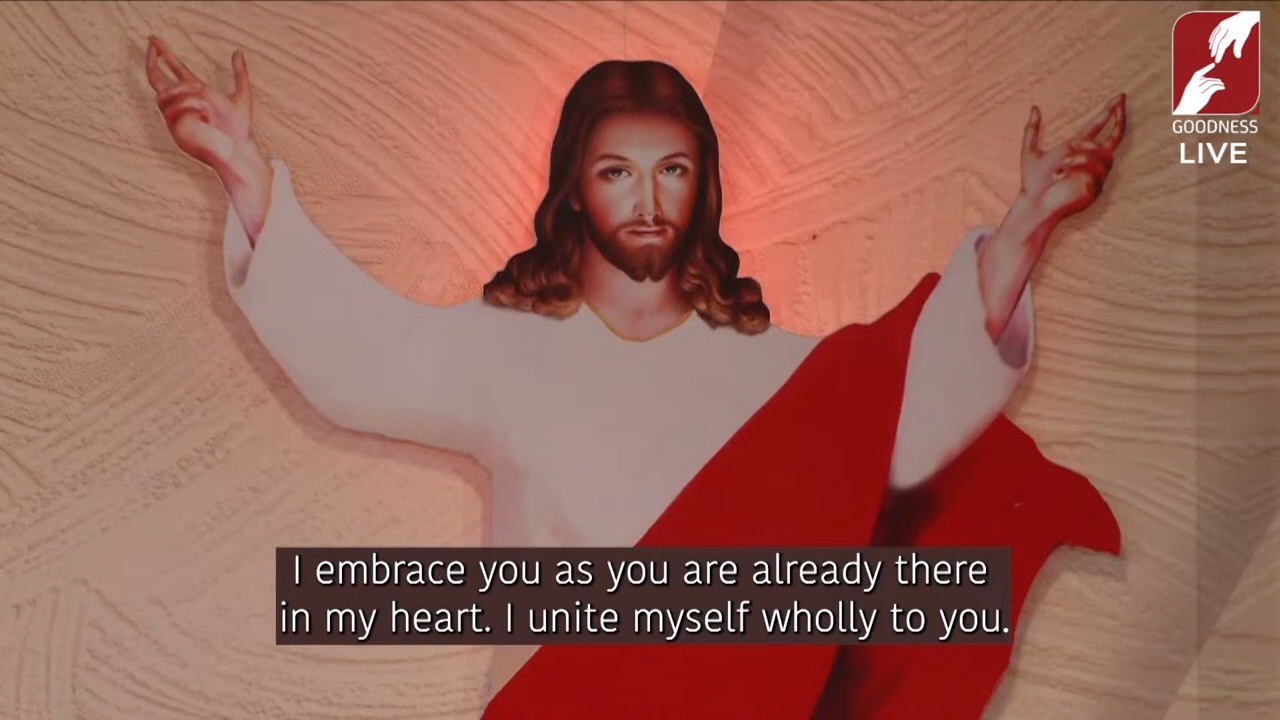 GOODNESS
LIVE
I embrace you as you are already there
in my heart. I unite myself wholly to you.